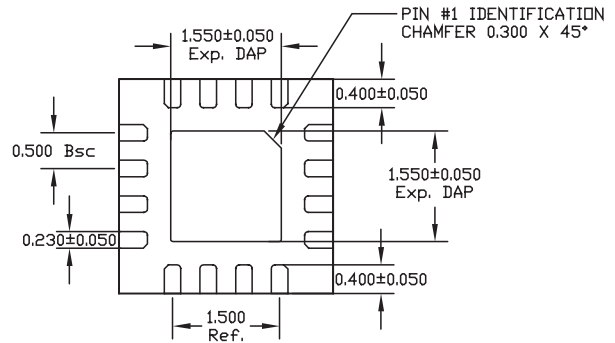 PIN #1 IDENTIFICATION
CHAMFER 0.300 X 45°
1.550±0.050
Exp. DAP
0.400±0.050
0.500 Bsc
1.550±0.050
Exp. DAP
0.230±0.050
0.400±0.050
1.500
Ref.